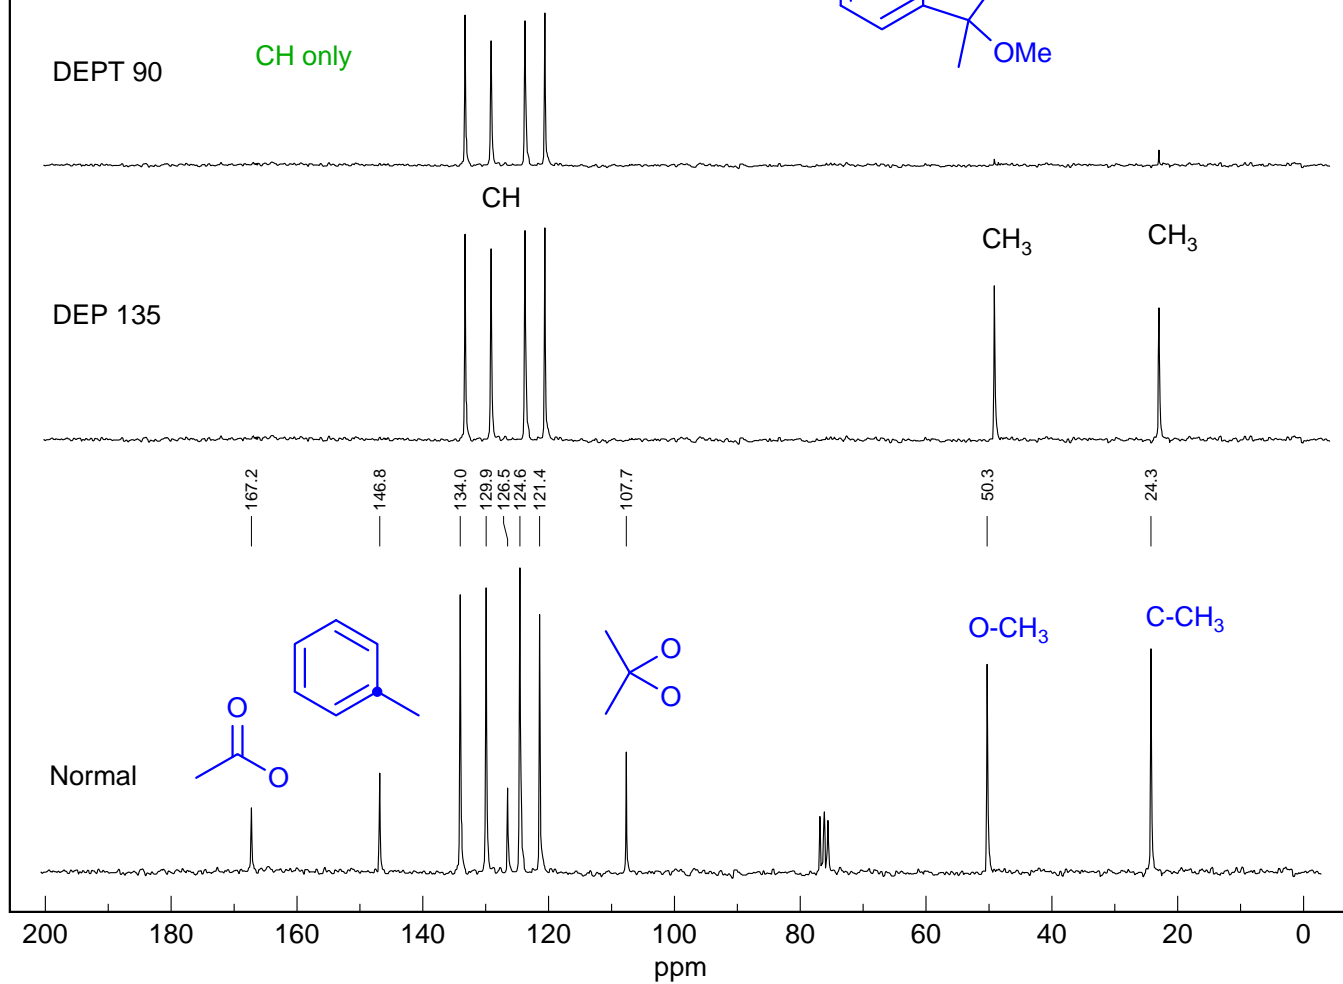 DEPT 90
CH only
OMe
CH
DEP 135
CH3
CH3
167.2
146.8
134.0
129.9
126.5
124.6
121.4
107.7
50.3
24.3
Normal
O
O
O
O
O-CH3
C-CH3
200 180 160 140 120 100 80 60 40 20 0
ppm